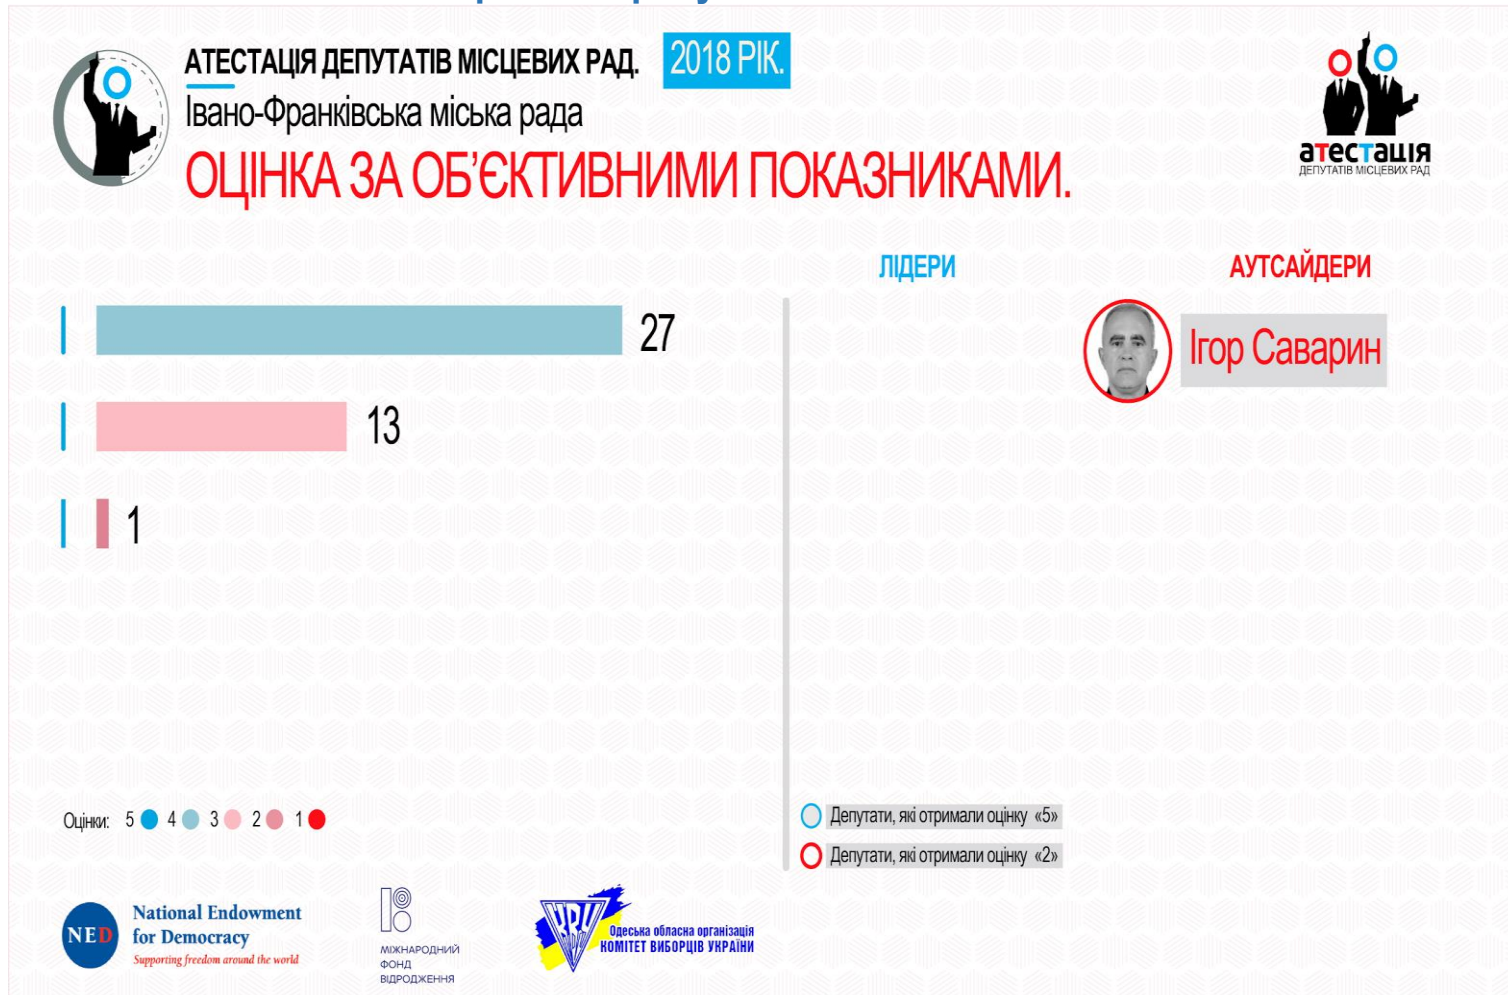 АТЕСТАЦІЯ ДЕПУТАТІВ МІСЦЕВИХ РАД. 2018 РІК.
Івано-Франківська міська рада
ОЦІНКА ЗА ОБ’ЄКТИВНИМИ ПОКАЗНИКАМИ.
атестація
ДЕПУТАТІВ МІСЦЕВИХ РАД
ЛІДЕРИ
АУТСАЙДЕРИ
27
13
1
Ігор Саварин
Оцінки: 5 4 3 2 1
Депутати, які отримали оцінку «5»
Депутати, які отримали оцінку «2»
NED
National Endowment
for Democracy
Supporting freedom around the world
МІЖНАРОДНИЙ
ФОНД
ВІДРОДЖЕННЯ
Одеська обласна організація
КОМІТЕТ ВИБОРЦІВ УКРАЇНИ